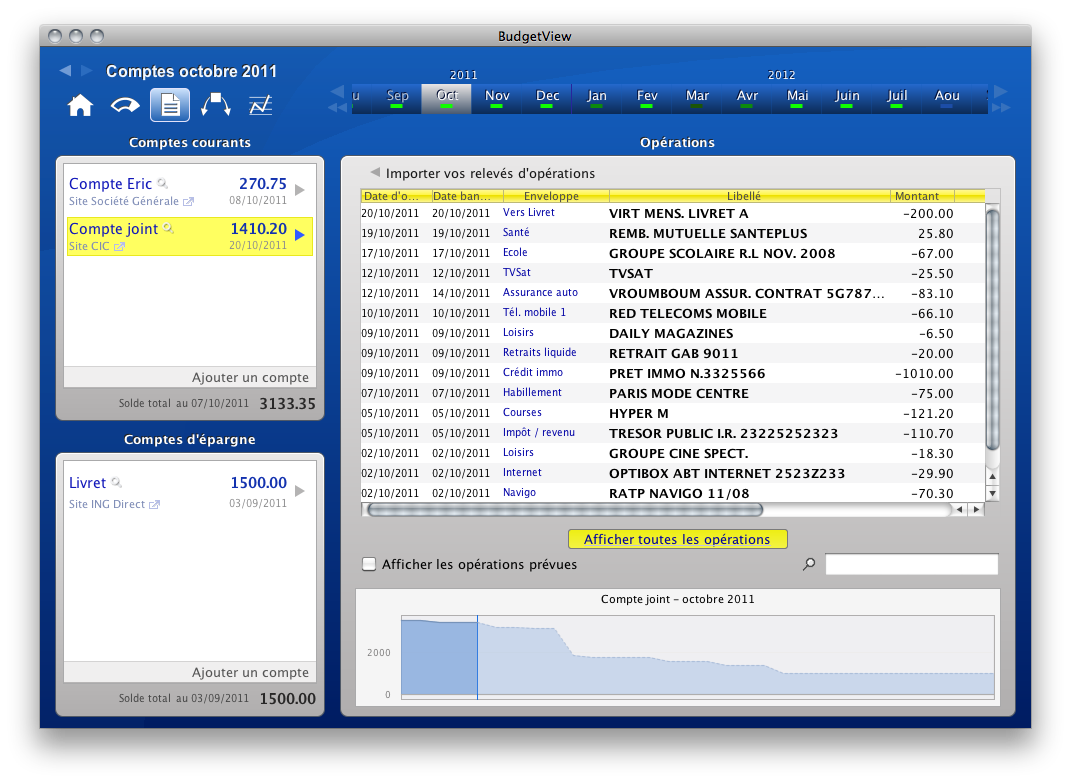 BudgetView
Comptes octobre 2011
2011 2012
u Sep Oct Nov Dec Jan Fev Mar Avr Mai Juin Juil Aou
Comptes courants
Compte Eric 270.75
Site Société Générale 08/10/2011
Compte joint 1410.20
Site CIC 20/10/2011
Ajouter un compte
Solde total au 07/10/2011 3133.35
Comptes d'épargne
Livret 1500.00
Site ING Direct 03/09/2011
Ajouter un compte
Solde total au 03/09/2011 1500.00
Opérations
Importer vos relevés d'opérations
Date d'o... Date ban... Enveloppe Libellé Montant
20/10/2011 20/10/2011 Vers Livret VIRT MENS. LIVRET A -200.00
19/10/2011 19/10/2011 Santé REMB. MUTUELLE SANTEPLUS 25.80
17/10/2011 17/10/2011 Ecole GROUPE SCOLAIRE R.L NOV. 2008 -67.00
12/10/2011 12/10/2011 TVSat TVSAT -25.50
12/10/2011 14/10/2011 Assurance auto VROUMBOUM ASSUR. CONTRAT 5G787... -83.10
10/10/2011 10/10/2011 Tél. mobile 1 RED TELECOMS MOBILE -66.10
09/10/2011 09/10/2011 Loisirs DAILY MAGAZINES -6.50
09/10/2011 09/10/2011 Retraits liquide RETRAIT GAB 9011 -20.00
09/10/2011 09/10/2011 Crédit immo PRET IMMO N.3325566 -1010.00
07/10/2011 07/10/2011 Habillement PARIS MODE CENTRE -75.00
05/10/2011 05/10/2011 Courses HYPER M -121.20
05/10/2011 05/10/2011 Impôt / revenu TRESOR PUBLIC I.R. 23225252323 -110.70
02/10/2011 02/10/2011 Loisirs GROUPE CINE SPECT. -18.30
02/10/2011 02/10/2011 Internet OPTIBOX ABT INTERNET 2523Z233 -29.90
02/10/2011 02/10/2011 Navigo RATP NAVIGO 11/08 -70.30
Afficher toutes les opérations
Afficher les opérations prévues
Compte joint - octobre 2011
2000
0